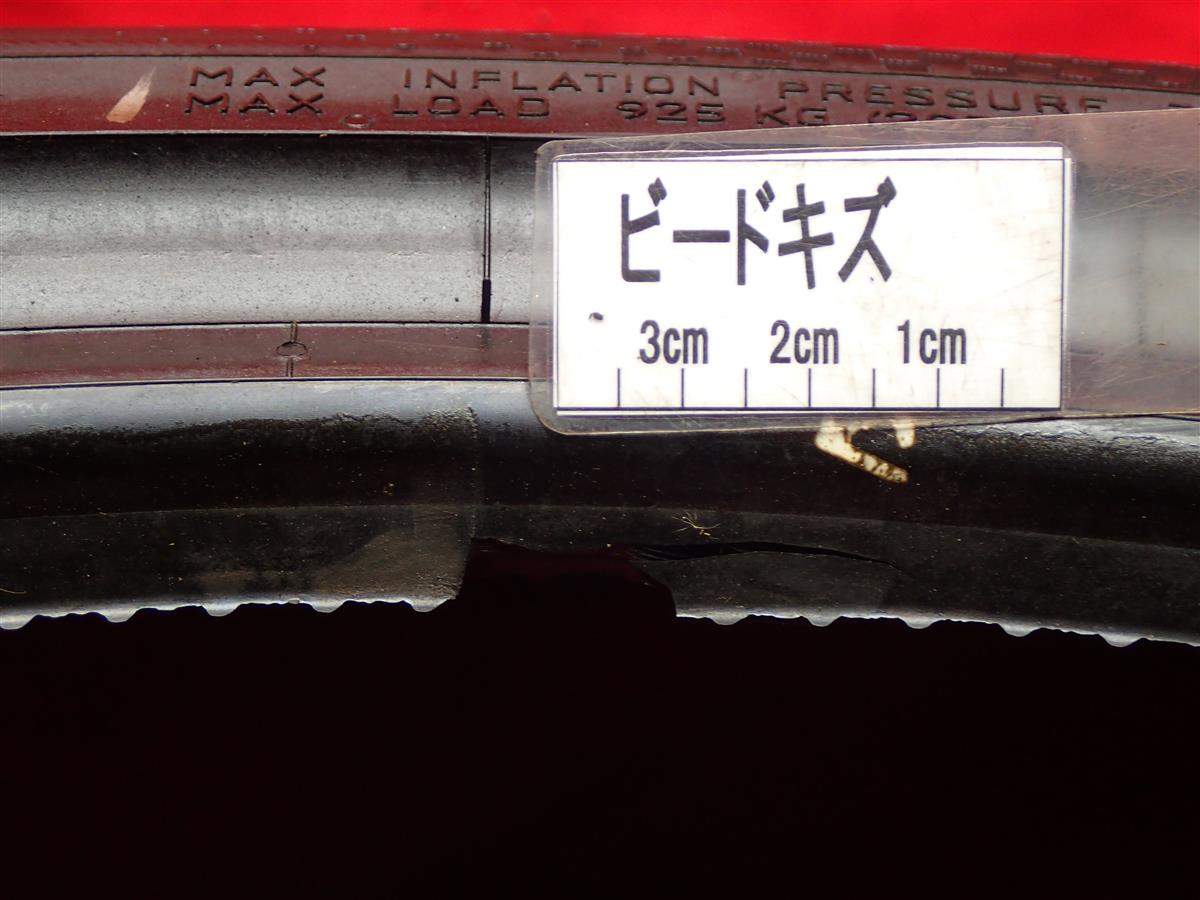 MAX INFLATION PRESSURE
MAX LOAD 925 KG
ビードキズ
3cm 2cm 1cm